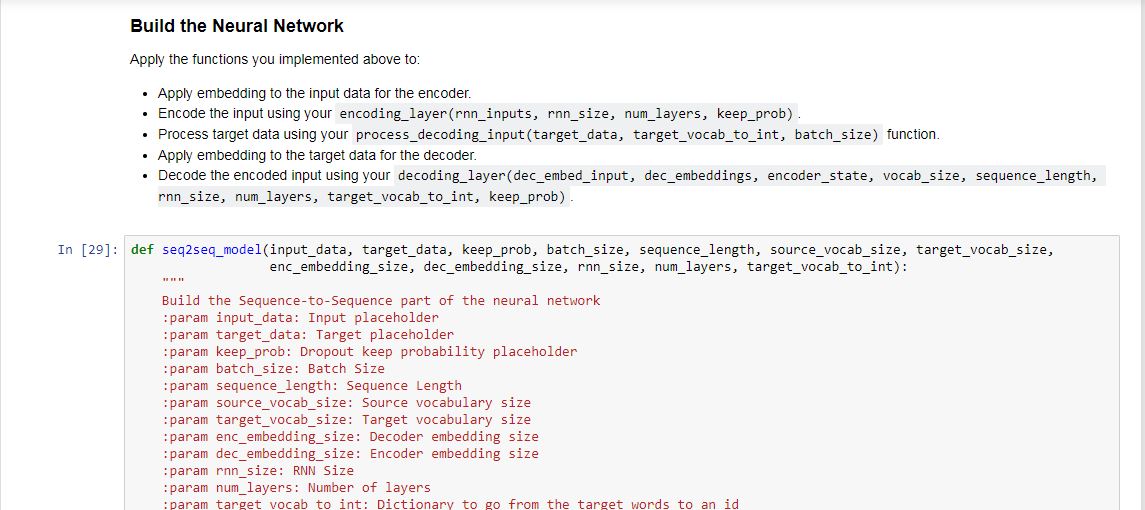 Build the Neural Network
Apply the functions you implemented above to:
• Apply embedding to the input data for the encoder.
• Encode the input using your encoding_layer(rnn_inputs, rnn_size, num_layers, keep_prob) .
• Process target data using your process_decoding_input(target_data, target_vocab_to_int, batch_size) function.
• Apply embedding to the target data for the decoder.
• Decode the encoded input using your decoding_layer(dec_embed_input, dec_embeddings, encoder_state, vocab_size, sequence_length,
rnn_size, num_layers, target_vocab_to_int, keep_prob) .
In [29]: def seq2seq_model(input_data, target_data, keep_prob, batch_size, sequence_length, source_vocab_size, target_vocab_size,
enc_embedding_size, dec_embedding_size, rnn_size, num_layers, target_vocab_to_int):
"""
Build the Sequence-to-Sequence part of the neural network
:param input_data: Input placeholder
:param target_data: Target placeholder
:param keep_prob: Dropout keep probability placeholder
:param batch_size: Batch Size
:param sequence_length: Sequence Length
:param source_vocab_size: Source vocabulary size
:param target_vocab_size: Target vocabulary size
:param enc_embedding_size: Decoder embedding size
:param dec_embedding_size: Encoder embedding size
:param rnn_size: RNN Size
:param num_layers: Number of layers
:param target_vocab_to_int: Dictionary to go from the target words to an id